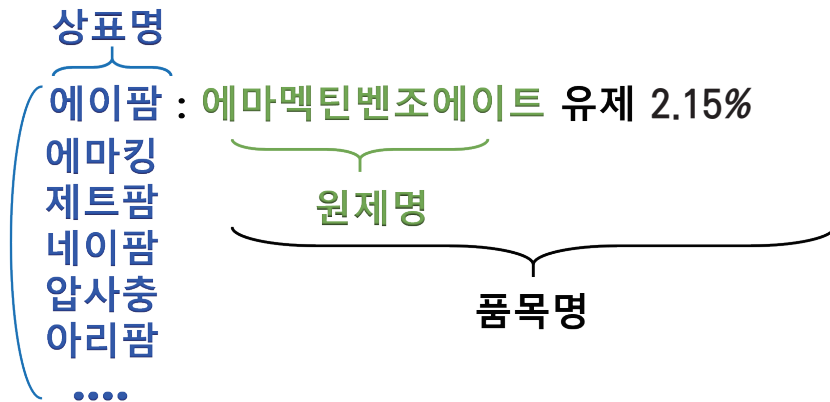 상표명
에이팜 : 에마멕틴벤조에이트 유제 2.15%
에마킹
제트팜
원제명
네이팜
압사충
품목명
아리팜
....